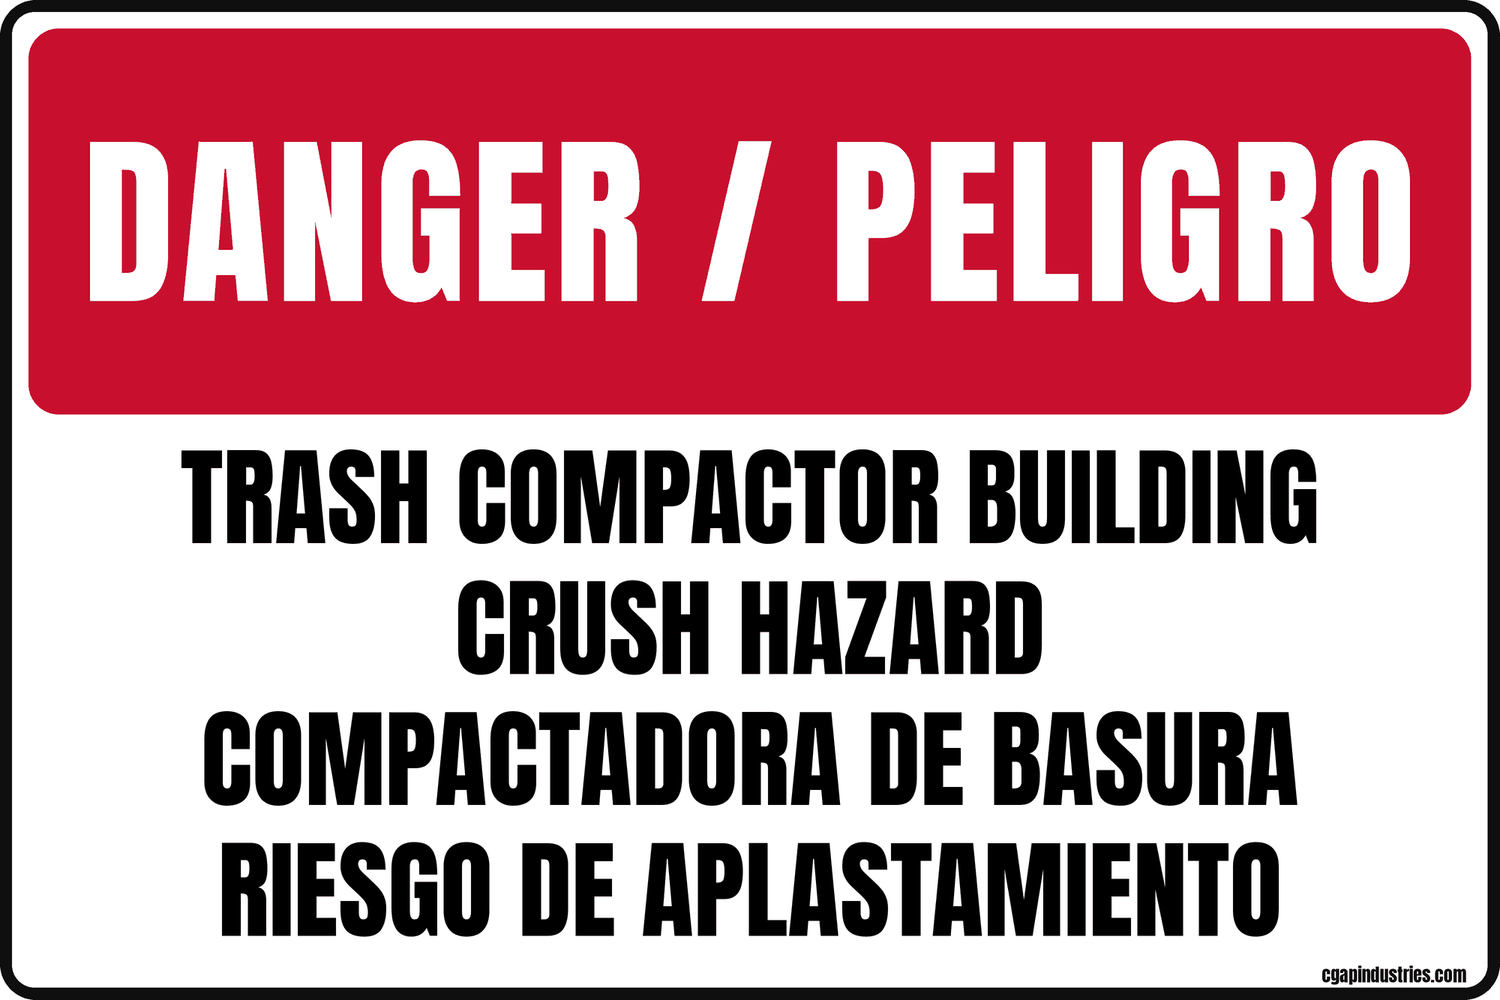 DANGER / PELIGRO
TRASH COMPACTOR BUILDING
CRUSH HAZARD
COMPACTADORA DE BASURA
RIESGO DE APLASTAMIENTO
cgapindustries.com